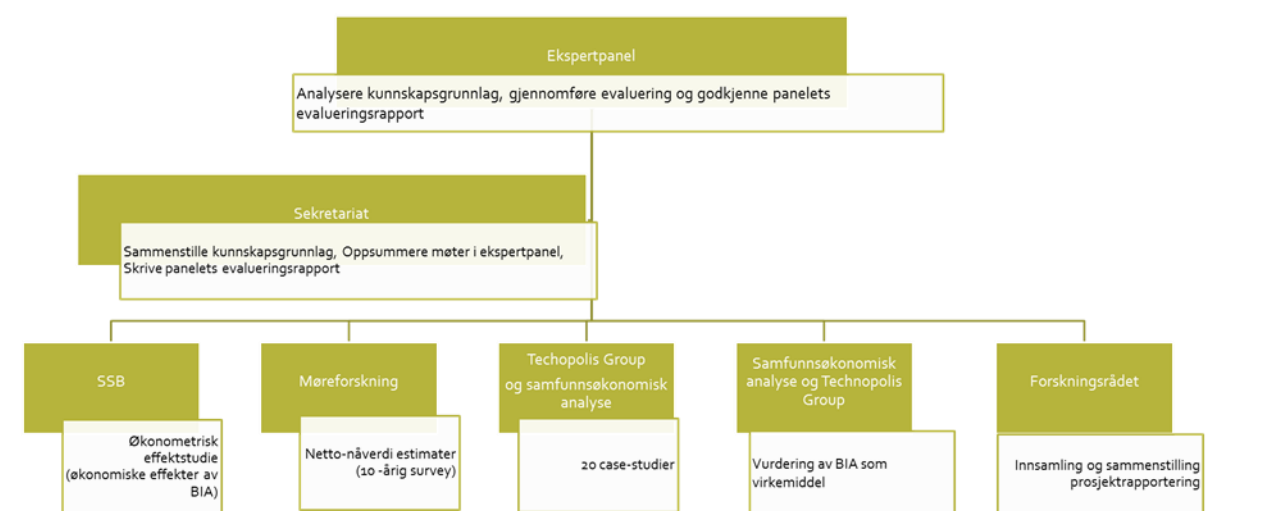 Ekspertpanel
Analysere kunnskapsgrunnlag, gjennomføre evaluering og godkjenne panelets
evalueringsrapport
Sekretariat
Sammenstille kunnskapsgrunnlag, Oppsummere møter i ekspertpanel,
Skrive panelets evalueringsrapport
SSB
Økonometrisk
effektstudie
(økonomiske effekter av
BIA)
Møreforskning
Netto-nåverdi estimater
(10 -årig survey)
Techopolis Group
og samfunnsøkonomisk
analyse
20 case-studier
Samfunnsøkonomisk
analyse og Technopolis
Group
Vurdering av BIA som
virkemiddel
Forskningsrådet
Innsamling og sammenstilling
prosjektrapportering